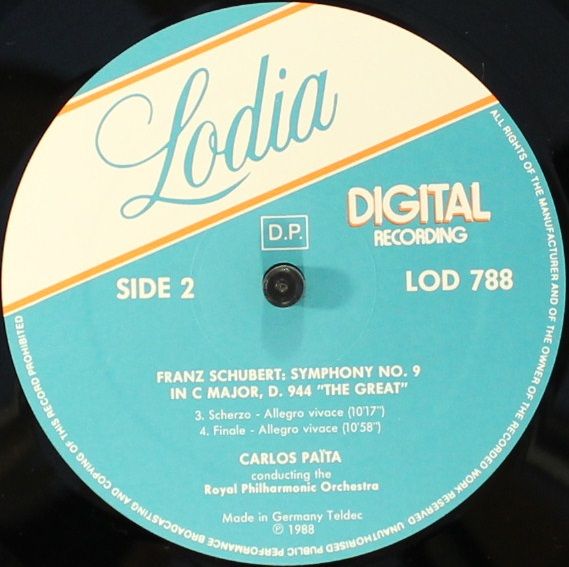 Lodia
DIGITAL
RECORDING
D.P.
SIDE 2
LOD 788
FRANZ SCHUBERT: SYMPHONY NO. 9
IN C MAJOR, D. 944 "THE GREAT"
3. Scherzo - Allegro vivace (10'17")
4. Finale - Allegro vivace (10'58")
CARLOS PAÏTA
conducting the
Royal Philharmonic Orchestra
Made in Germany Teldec
℗ 1988
ALL RIGHTS OF THE MANUFACTURER AND OF THE OWNER OF THE RECORDED WORK RESERVED UNAUTHORISED PUBLIC PERFORMANCE BROADCASTING AND COPYING OF THIS RECORD PROHIBITED